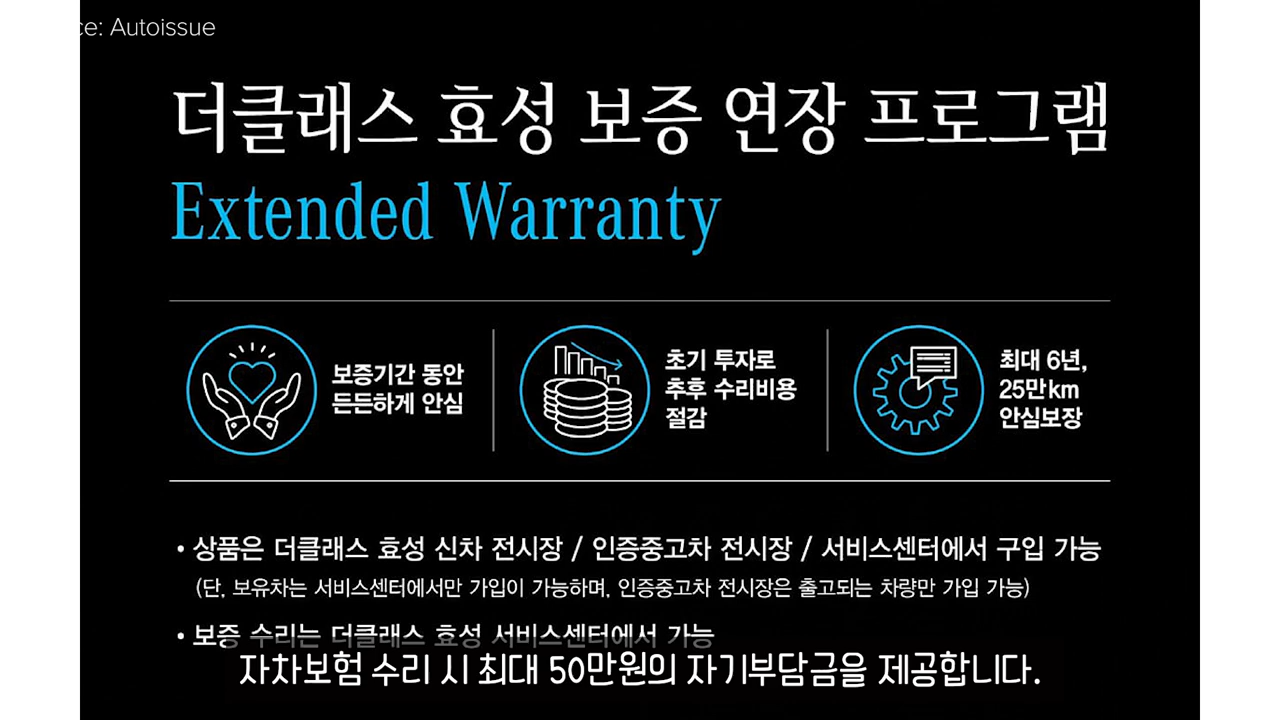 ce: Autoissue
더클래스 효성 보증 연장 프로그램
Extended Warranty
보증기간 동안
든든하게 안심
초기 투자로
추후 수리비용
절감
최대 6년,
25만km
안심보장
• 상품은 더클래스 효성 신차 전시장 / 인증중고차 전시장 / 서비스센터에서 구입 가능
(단, 보유차는 서비스센터에서만 가입이 가능하며, 인증중고차 전시장은 출고되는 차량만 가입 가능)
• 보증 수리는 더클래스 효성 서비스센터에서 가능
자차보험 수리 시 최대 50만원의 자기부담금을 제공합니다.